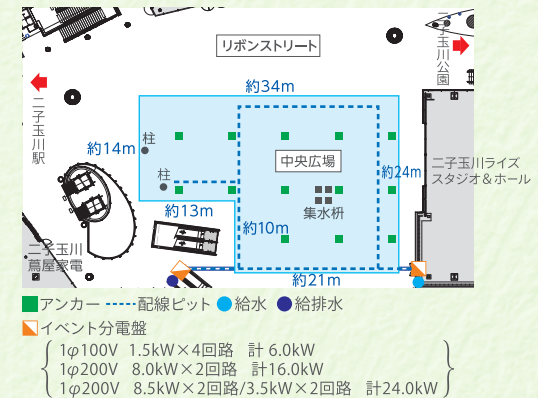 リボンストリート
二子玉川公園
二子玉川駅
約34m
約14m
柱
柱
中央広場
約24m
二子玉川ライズ
スタジオ&ホール
集水枡
約13m
約10m
二子玉川
蔦屋家電
約21m
アンカー 配線ピット 給水 給排水
イベント分電盤
1φ100V 1.5kW×4回路 計 6.0kW
1φ200V 8.0kW×2回路 計16.0kW
1φ200V 8.5kW×2回路/3.5kW×2回路 計24.0kW